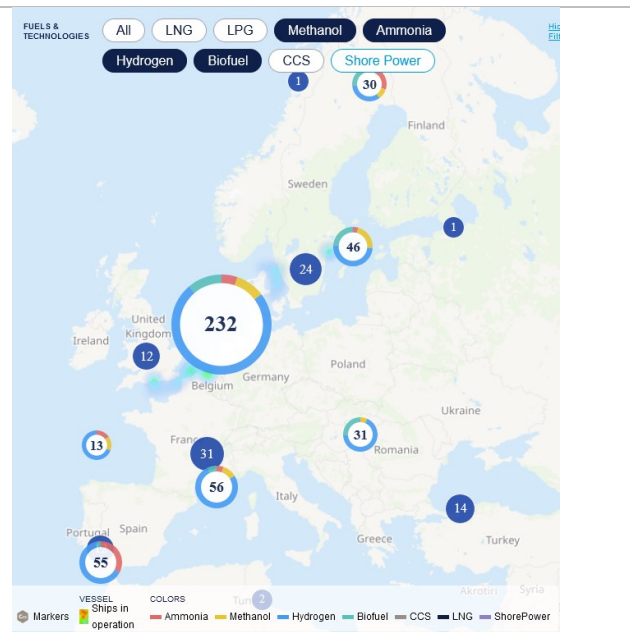 FUELS &
TECHNOLOGIES
All
LNG
LPG
Methanol
Ammonia
Hydrogen
Biofuel
CCS
Shore Power
1
30
Finland
Sweden
1
46
24
232
United
Kingdom
Ireland
12
Poland
Germany
Belgium
Ukraine
13
31
Romania
31
56
Italy
14
Portugal
Spain
Greece
Turkey
55
2
Akrotiri
Syria
VESSEL
COLORS
Markers
Ships in
operation
Ammonia
Methanol
Hydrogen
Biofuel
CCS
LNG
ShorePower